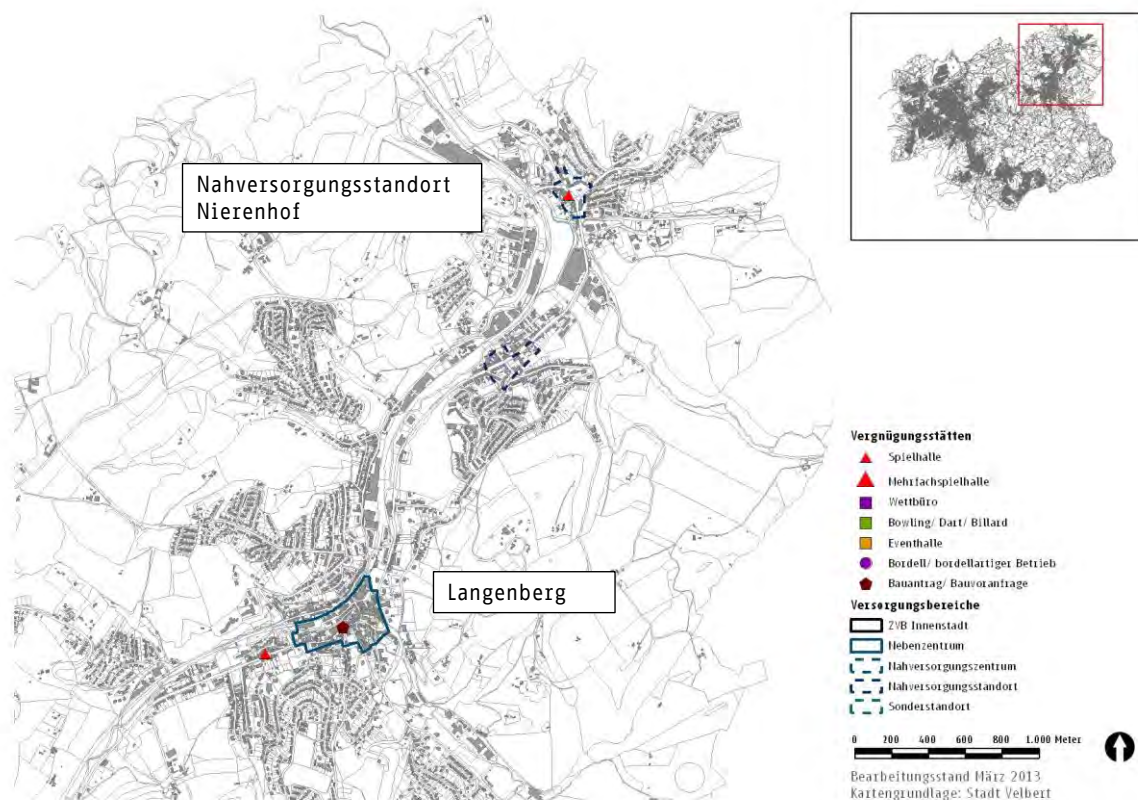 Nahversorgungsstandort
Nierenhof
Langenberg
Vergnügungsstätten
Spielhalle
Mehrfachspielhalle
Wettbüro
Bowling/ Dart/ Billard
Eventhalle
Bordell/ bordellartiger Betrieb
Bauantrag/ Bauvoranfrage
Versorgungsbereiche
ZVB Innenstadt
Nebenzentrum
Nahversorgungszentrum
Nahversorgungsstandort
Sonderstandort
0 200 400 600 800 1.000 Meter
Bearbeitungsstand März 2013
Kartengrundlage: Stadt Velbert